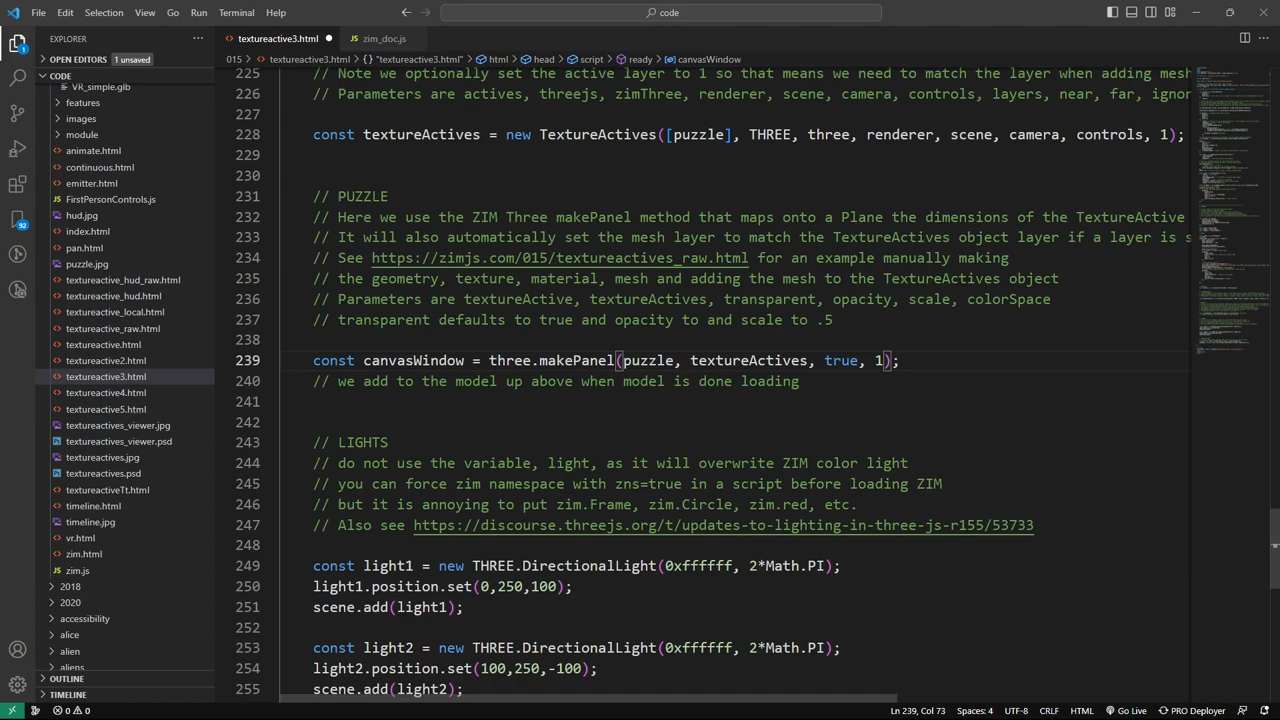 File Edit Selection View Go Run Terminal Help
code
EXPLORER
textureactive3.html
zim_doc.js
OPEN EDITORS 1 unsaved
015 > textureactive3.html > {} "textureactive3.html" > html > head > script > ready > canvasWindow
CODE
VR_simple.glb
features
images
module
animate.html
continuous.html
emitter.html
FirstPersonControls.js
hud.jpg
index.html
pan.html
puzzle.jpg
textureactive_hud_raw.html
textureactive_hud.html
textureactive_local.html
textureactive_raw.html
textureactive.html
textureactive2.html
textureactive3.html
textureactive4.html
textureactive5.html
textureactives_viewer.jpg
textureactives_viewer.psd
textureactives.jpg
textureactives.psd
textureactiveTt.html
timeline.html
timeline.jpg
vr.html
zim.html
zim.js
2018
2020
accessibility
alice
alien
aliens
OUTLINE
TIMELINE
1
92
225 // Note we optionally set the active layer to 1 so that means we need to match the layer when adding mesh
226 // Parameters are active, threejs, zimThree, renderer, scene, camera, controls, layers, near, far, ignor
227
228 const textureActives = new TextureActives([puzzle], THREE, three, renderer, scene, camera, controls, 1);
229
230
231 // PUZZLE
232 // Here we use the ZIM Three makePanel method that maps onto a Plane the dimensions of the TextureActive
233 // It will also automatically set the mesh layer to match the TextureActives object layer if a layer is s
234 // See https://zimjs.com/015/textureactives_raw.html for an example manually making
235 // the geometry, texture, material, mesh and adding the mesh to the TextureActives object
236 // Parameters are textureActive, textureActives, transparent, opacity, scale, colorSpace
237 // transparent defaults to true and opacity to and scale to .5
238
239 const canvasWindow = three.makePanel(puzzle, textureActives, true, 1);
240 // we add to the model up above when model is done loading
241
242
243 // LIGHTS
244 // do not use the variable, light, as it will overwrite ZIM color light
245 // you can force zim namespace with zns=true in a script before loading ZIM
246 // but it is annoying to put zim.Frame, zim.Circle, zim.red, etc.
247 // Also see https://discourse.threejs.org/t/updates-to-lighting-in-three-js-r155/53733
248
249 const light1 = new THREE.DirectionalLight(0xffffff, 2*Math.PI);
250 light1.position.set(0,250,100);
251 scene.add(light1);
252
253 const light2 = new THREE.DirectionalLight(0xffffff, 2*Math.PI);
254 light2.position.set(100,250,-100);
255 scene.add(light2);
0 0 Ln 239, Col 73 Spaces: 4 UTF-8 CRLF HTML Go Live PRO Deployer